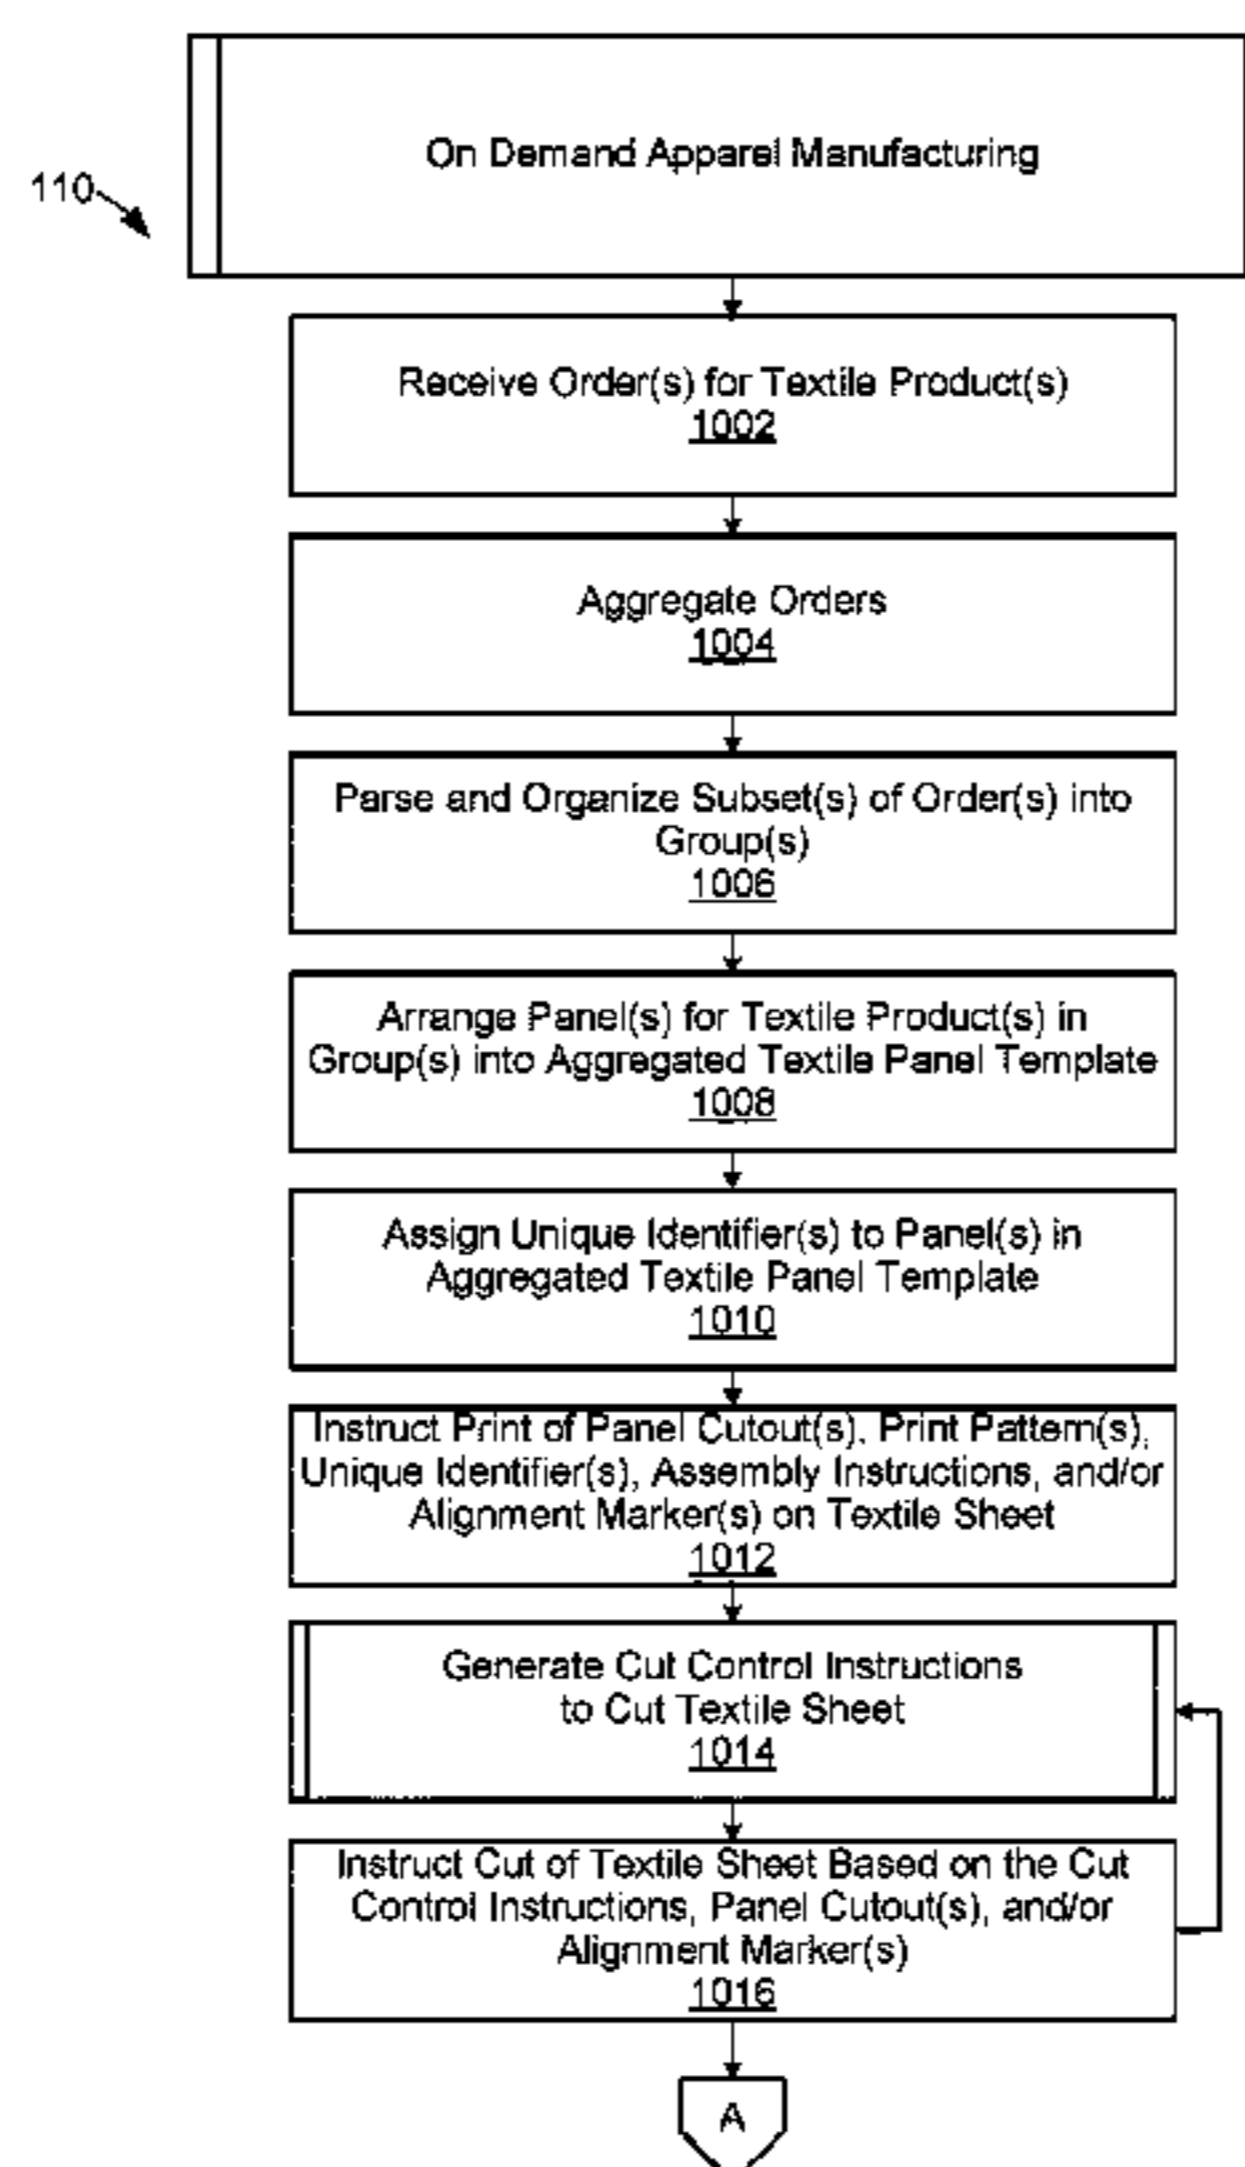 On Demand Apparel Manufacturing
110
Receive Order(s) for Textile Product(s)
1002
Aggregate Orders
1004
Parse and Organize Subset(s) of Order(s) into
Group(s)
1006
Arrange Panel(s) for Textile Product(s) in
Group(s) into Aggregated Textile Panel Template
1008
Assign Unique Identifier(s) to Panel(s) in
Aggregated Textile Panel Template
1010
Instruct Print of Panel Cutout(s), Print Pattern(s),
Unique Identifier(s), Assembly Instructions, and/or
Alignment Marker(s) on Textile Sheet
1012
Generate Cut Control Instructions
to Cut Textile Sheet
1014
Instruct Cut of Textile Sheet Based on the Cut
Control Instructions, Panel Cutout(s), and/or
Alignment Marker(s)
1016
A